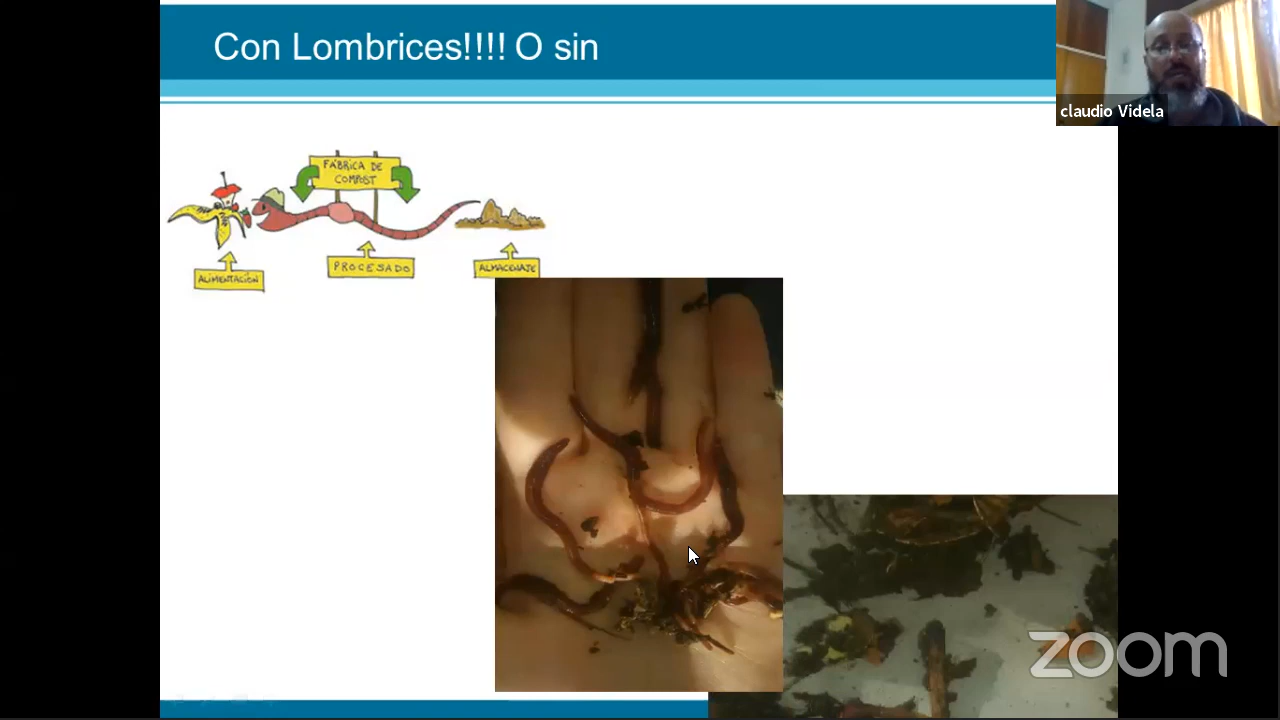 Con Lombrices!!!! O sin
claudio Videla
FÁBRICA DE
COMPOST
ALIMENTACIÓN
PROCESADO
ALMACENAJE
zoom